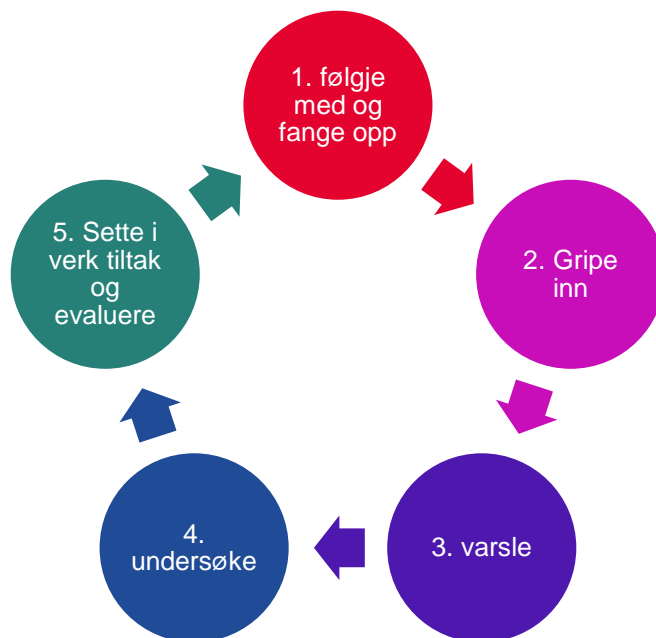 1. følgje
med og
fange opp
2. Gripe
inn
3. varsle
4.
undersøke
5. Sette i
verk tiltak
og
evaluere